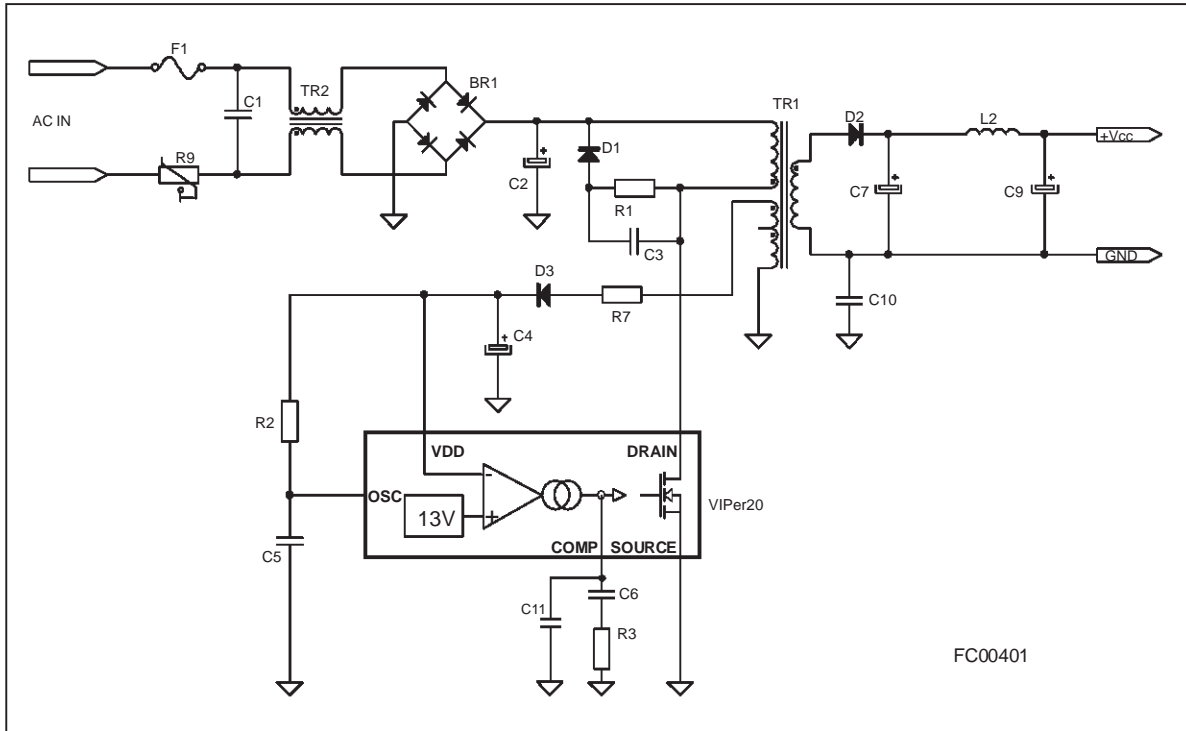 F1
BR1
TR2
C1
AC IN
TR1
D2
L2
+Vcc
D1
R9
C2
R1
C7
C9
C3
GND
D3
R7
C10
C4
R2
VDD
DRAIN
OSC
13V
-
+
VIPer20
COMP
SOURCE
C5
C6
C11
R3
FC00401
+
+
+
+